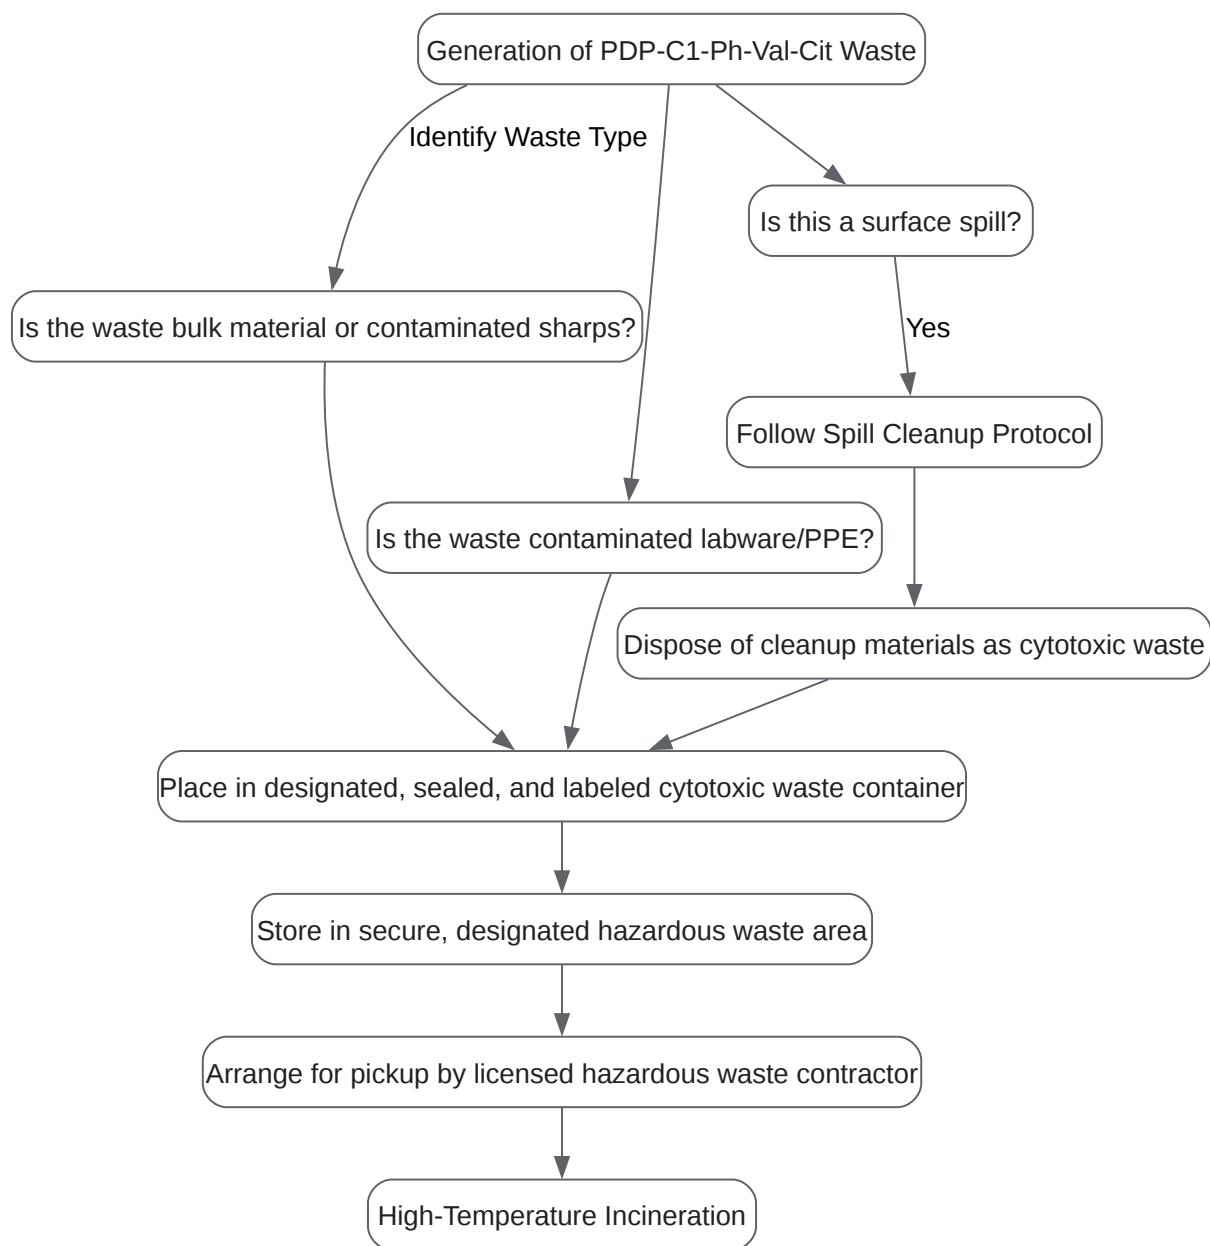 Generation of PDP-C1-Ph-Val-Cit Waste
Identify Waste Type
Is this a surface spill?
Is the waste bulk material or contaminated sharps?
Yes
Follow Spill Cleanup Protocol
Is the waste contaminated labware/PPE?
Dispose of cleanup materials as cytotoxic waste
Place in designated, sealed, and labeled cytotoxic waste container
Store in secure, designated hazardous waste area
Arrange for pickup by licensed hazardous waste contractor
High-Temperature Incineration